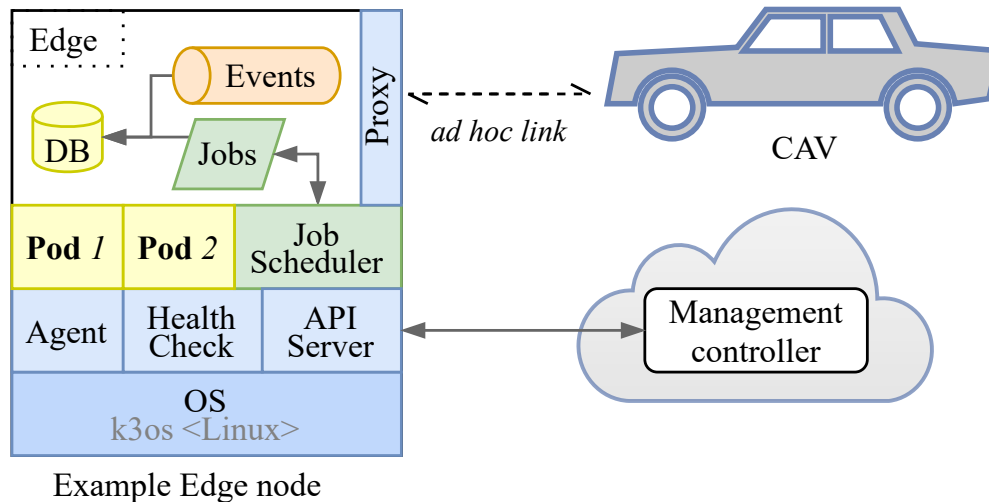 Edge
Events
DB
Jobs
Proxy
ad hoc link
CAV
Pod 1
Pod 2
Job
Scheduler
Agent
Health
Check
API
Server
Management
controller
OS
k3os <Linux>
Example Edge node